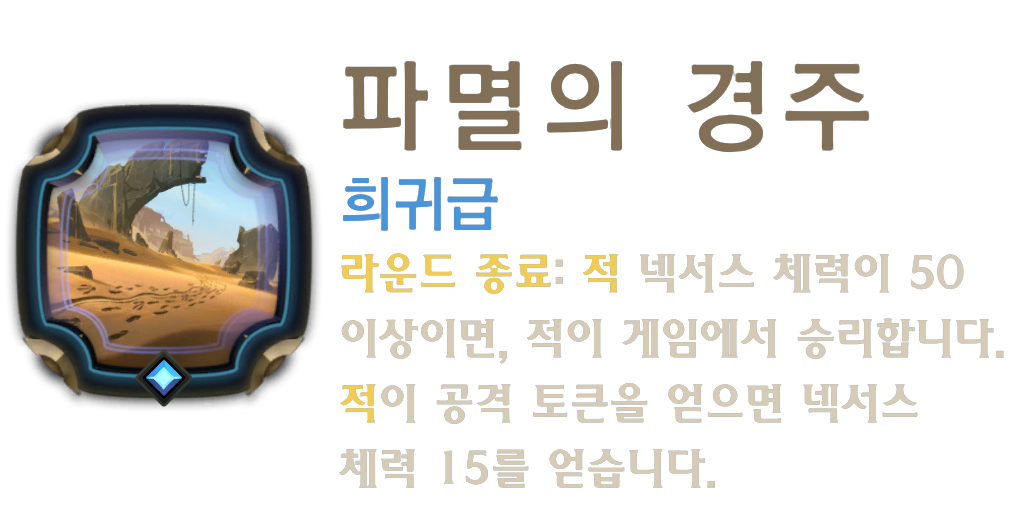 파멸의 경주
희귀급
라운드 종료: 적 넥서스 체력이 50
이상이면, 적이 게임에서 승리합니다.
적이 공격 토큰을 얻으면 넥서스
체력 15를 얻습니다.